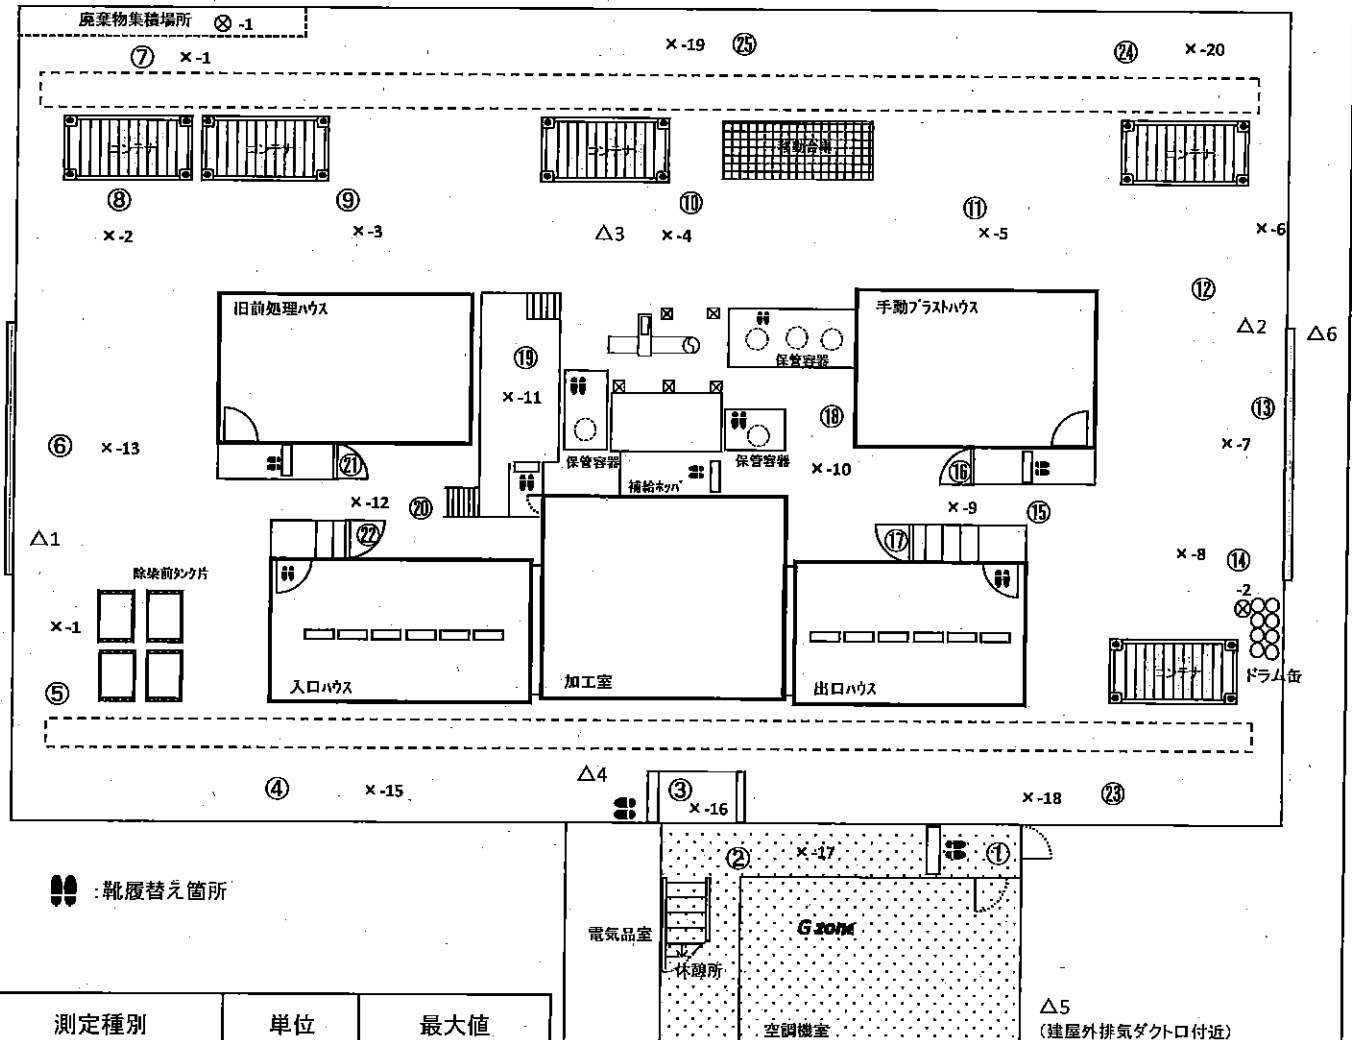 廃棄物集積場所 ⊗ -1
⑦ ×-1
×-19 ㉕
㉔ ×-20
コンテナ コンテナ コンテナ 移動台車 コンテナ
⑧ ⑨ ⑩ ⑪
×-2 ×-3 △3 ×-4 ×-5 ×-6
⑫
旧前処理ハウス
手動ブラストハウス
△2 △6
⑲
保管容器
×-11
⑱ ⑬
⑥ ×-13
×-7
㉑ 保管容器 保管容器 ×-10 ⑯
補給ホッパ
×-12 ⑳ ×-9 ⑮
△1 ㉒ ⑰
×-8 ⑭
除染前タンク片
-2
⊗
×-1
⑤ 入口ハウス 加工室 出口ハウス コンテナ ドラム缶
④ ×-15 △4 ③ ×-16 ×-18 ㉓
② ×-17 ①
:靴履替え箇所
電気品室
G zone
休憩所
空調機室
△5
(建屋外排気ダクト口付近)
測定種別 単位 最大値